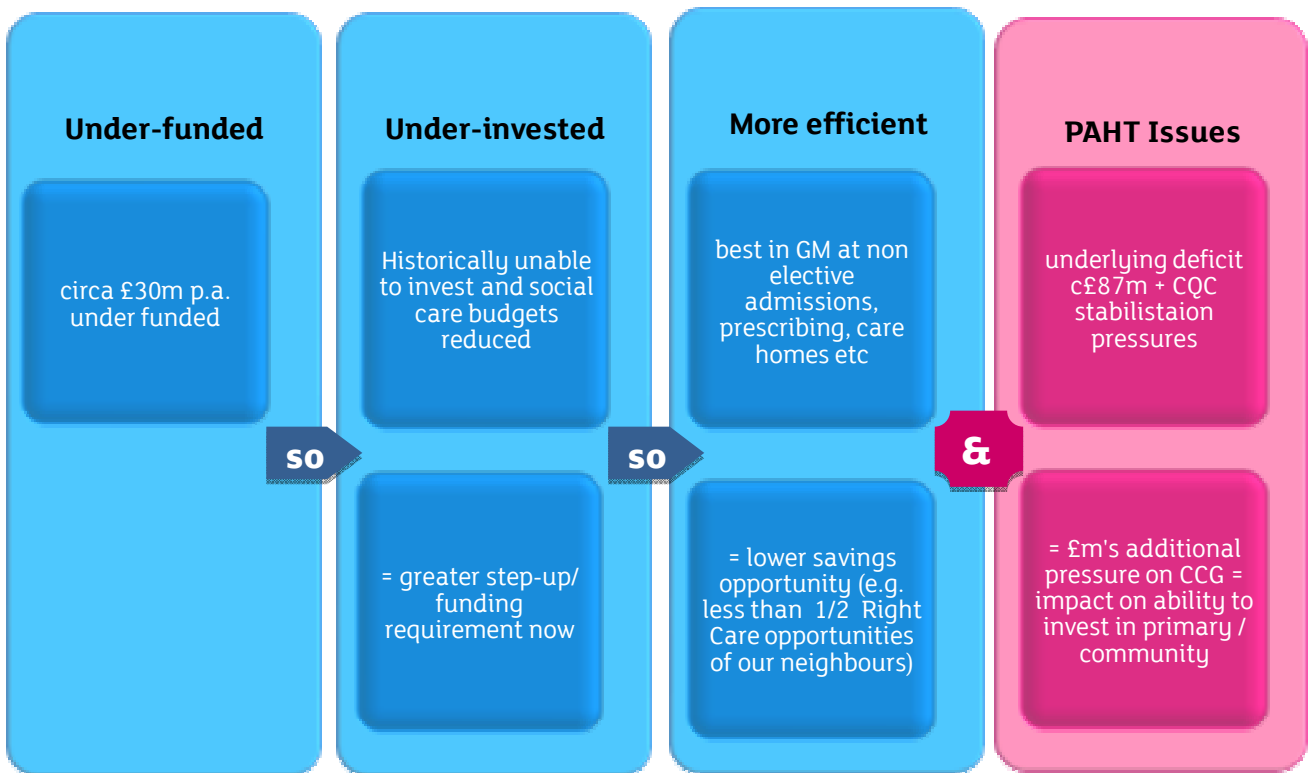 Under-funded
circa £30m p.a.
under funded
so
Under-invested
Historically unable
to invest and social
care budgets
reduced
= greater step-up/
funding
requirement now
so
More efficient
best in GM at non
elective
admissions,
prescribing, care
homes etc
= lower savings
opportunity (e.g.
less than 1/2 Right
Care opportunities
of our neighbours)
&
PAHT Issues
underlying deficit
c£87m + CQC
stabilistaion
pressures
= £m's additional
pressure on CCG =
impact on ability to
invest in primary /
community